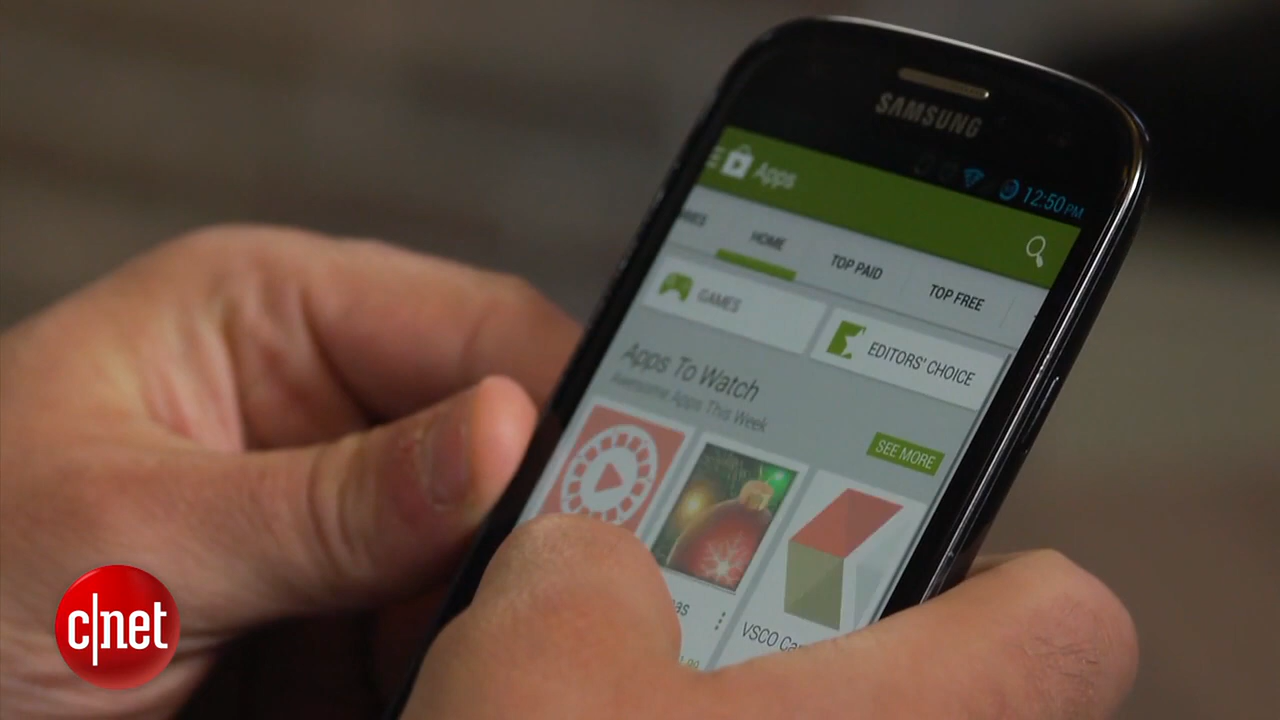 SAMSUNG
12:50 PM
Apps
HOME
TOP PAID
TOP FREE
GAMES
EDITORS' CHOICE
Apps To Watch
Awesome Apps This Week
SEE MORE
VSCO
c|net